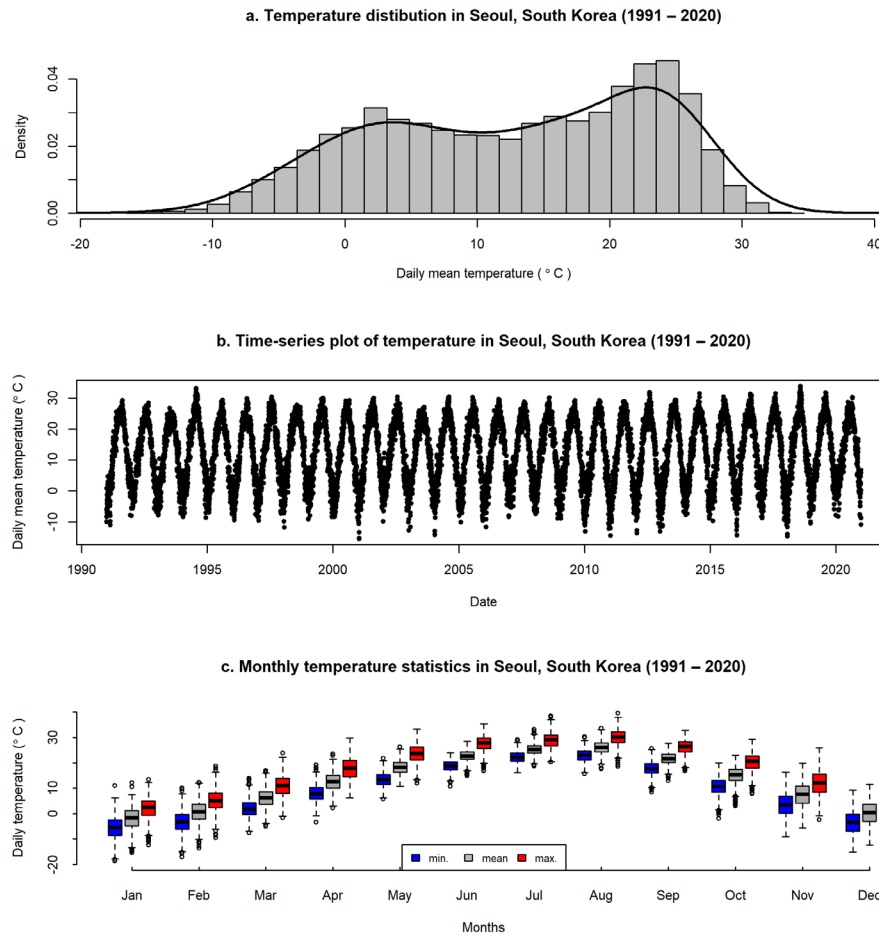 a. Temperature distibution in Seoul, South Korea (1991 – 2020)
Density
0.00
0.02
0.04
-20
-10
0
10
20
30
40
Daily mean temperature ( ° C )
b. Time-series plot of temperature in Seoul, South Korea (1991 – 2020)
Daily mean temperature (° C )
-10
0
10
20
30
1990
1995
2000
2005
2010
2015
2020
Date
c. Monthly temperature statistics in Seoul, South Korea (1991 – 2020)
Daily temperature (° C )
-20
0
10
30
min.
mean
max.
Jan
Feb
Mar
Apr
May
Jun
Jul
Aug
Sep
Oct
Nov
Dec
Months